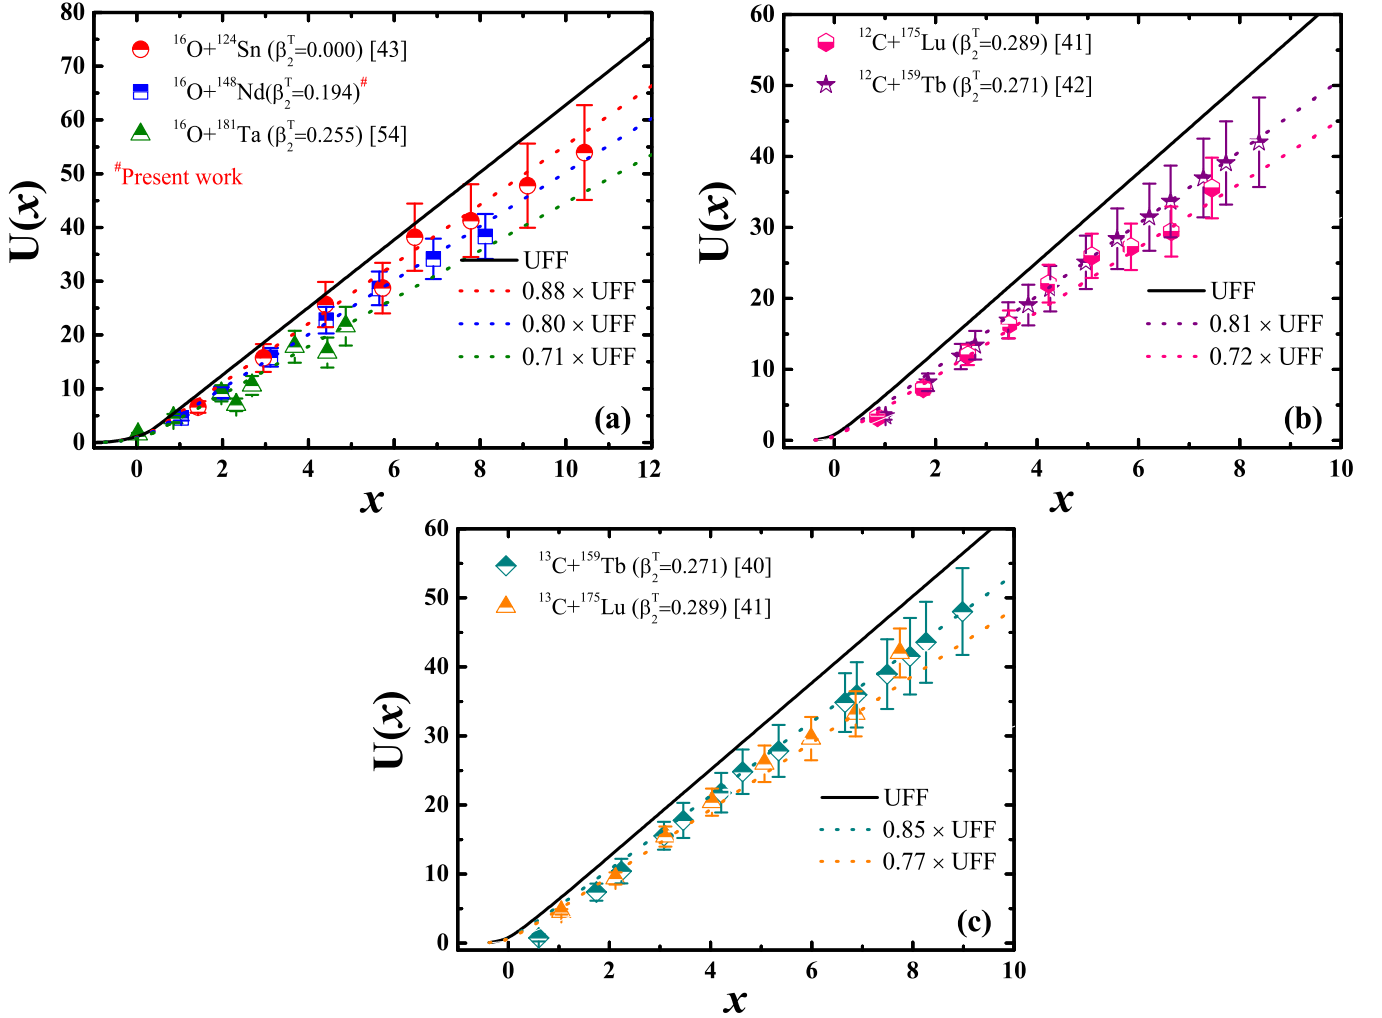 80
70
60
50
40
30
20
10
0
U(x)
¹⁶O+¹²⁴Sn (β₂ᵀ=0.000) [43]
¹⁶O+¹⁴⁸Nd(β₂ᵀ=0.194)#
¹⁶O+¹⁸¹Ta (β₂ᵀ=0.255) [54]
#Present work
UFF
0.88 × UFF
0.80 × UFF
0.71 × UFF
(a)
0 2 4 6 8 10 12
x
60
50
40
30
20
10
0
U(x)
¹²C+¹⁷⁵Lu (β₂ᵀ=0.289) [41]
¹²C+¹⁵⁹Tb (β₂ᵀ=0.271) [42]
UFF
0.81 × UFF
0.72 × UFF
(b)
0 2 4 6 8 10
x
60
50
40
30
20
10
0
U(x)
¹³C+¹⁵⁹Tb (β₂ᵀ=0.271) [40]
¹³C+¹⁷⁵Lu (β₂ᵀ=0.289) [41]
UFF
0.85 × UFF
0.77 × UFF
(c)
0 2 4 6 8 10
x